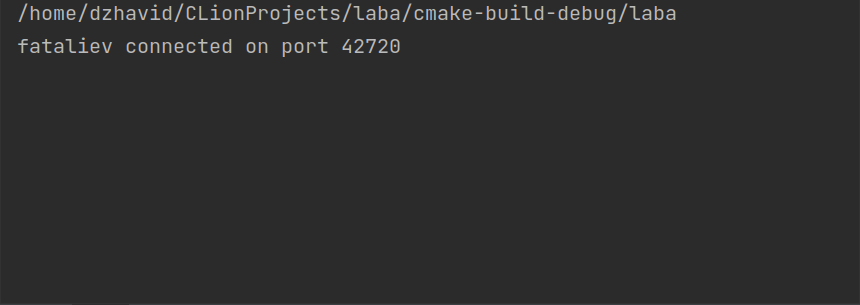 /home/dzhavid/CLionProjects/laba/cmake-build-debug/laba
fataliev connected on port 42720